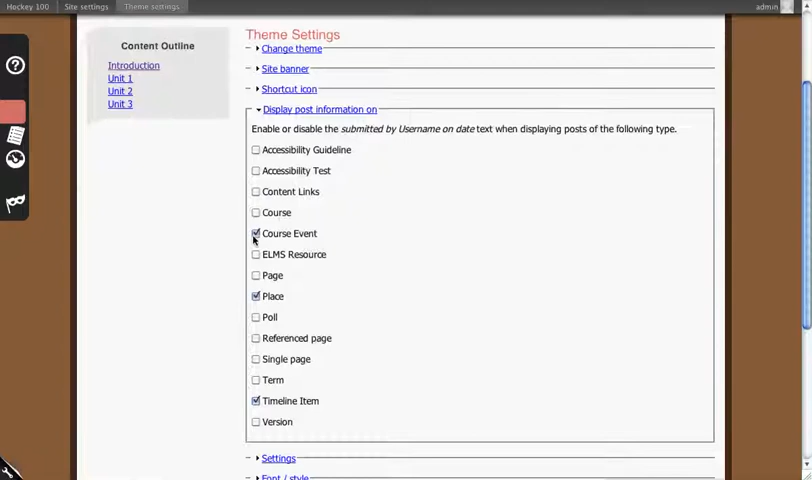 Hockey 100 Site settings Theme settings admin
Content Outline
Introduction
Unit 1
Unit 2
Unit 3
Theme Settings
Change theme
Site banner
Shortcut icon
Display post information on
Enable or disable the submitted by Username on date text when displaying posts of the following type.
Accessibility Guideline
Accessibility Test
Content Links
Course
Course Event
ELMS Resource
Page
Place
Poll
Referenced page
Single page
Term
Timeline Item
Version
Settings
Font / style